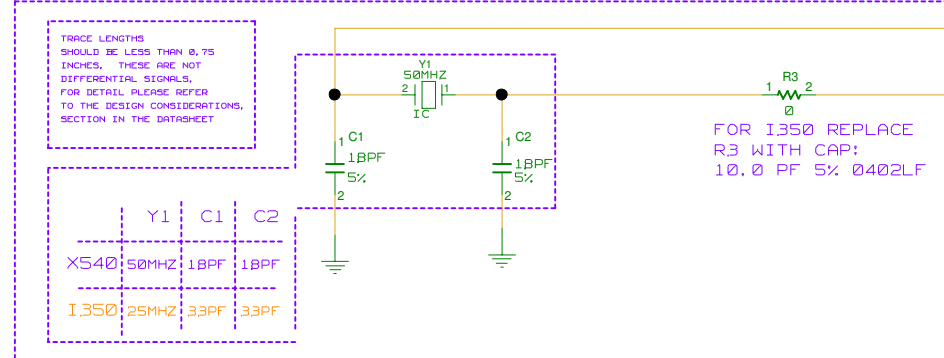 TRACE LENGTHS
SHOULD BE LESS THAN 0.75
INCHES.  THESE ARE NOT
DIFFERENTIAL SIGNALS.
FOR DETAIL PLEASE REFER
TO THE DESIGN CONSIDERATIONS,
SECTION IN THE DATASHEET
Y1
50MHZ
2 1
IC
R3
1 2
0
FOR I350 REPLACE
R3 WITH CAP:
10.0 PF 5% 0402LF
C1
1
18PF
5%
2
C2
1
18PF
5%
2
Y1 C1 C2
X540 50MHZ 18PF 18PF
I350 25MHZ 33PF 33PF